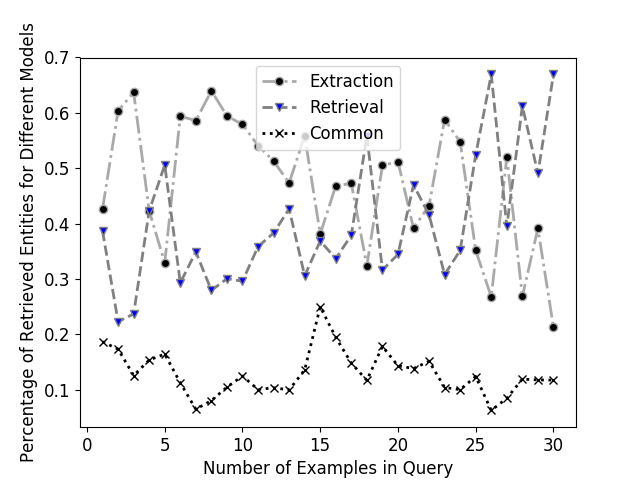 Percentage of Retrieved Entities for Different Models
0.7
0.6
0.5
0.4
0.3
0.2
0.1
Extraction
Retrieval
Common
0 5 10 15 20 25 30
Number of Examples in Query